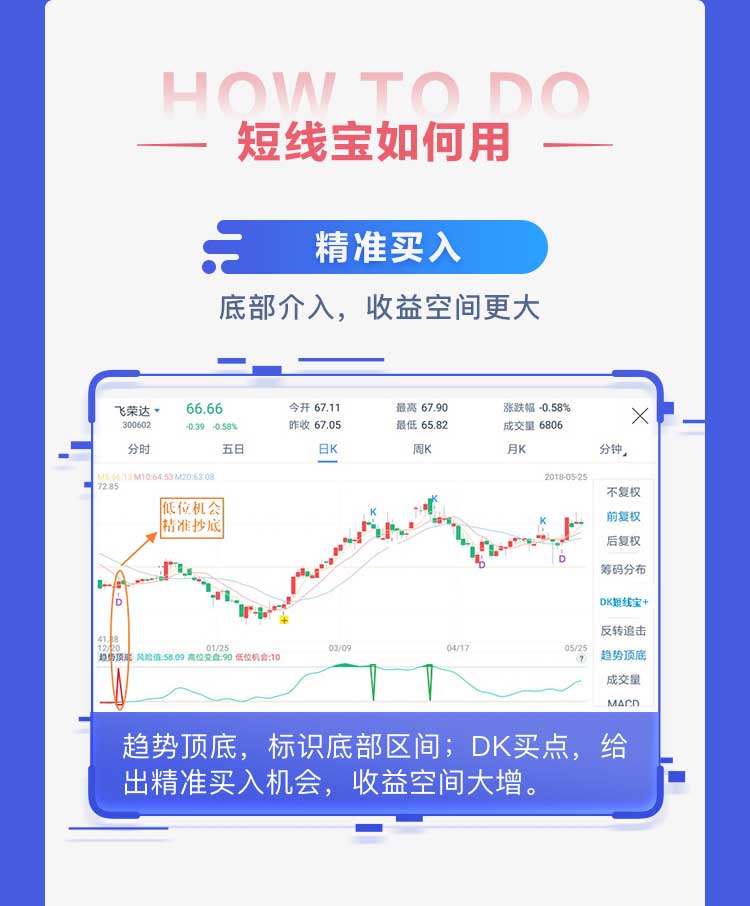 HOW TO DO
短线宝如何用
精准买入
底部介入，收益空间更大
飞荣达 66.66 今开 67.11 最高 67.90 涨跌幅 -0.58%
300602 -0.39 -0.58% 昨收 67.05 最低 65.82 成交量 6806
分时 五日 日K 周K 月K 分钟
M5:66.13 M10:64.53 M20:63.08 2018-05-25
72.85
不复权
低位机会
精准抄底
前复权
后复权
筹码分布
DK短线宝+
反转追击
趋势顶底
成交量
MACD
K
K
K
D
D
D
41.88
12/20 01/25 03/09 04/17 05/25
趋势顶底 风险值:58.09 高位变盘:90 低位机会:10 ?
趋势顶底，标识底部区间；DK买点，给
出精准买入机会，收益空间大增。